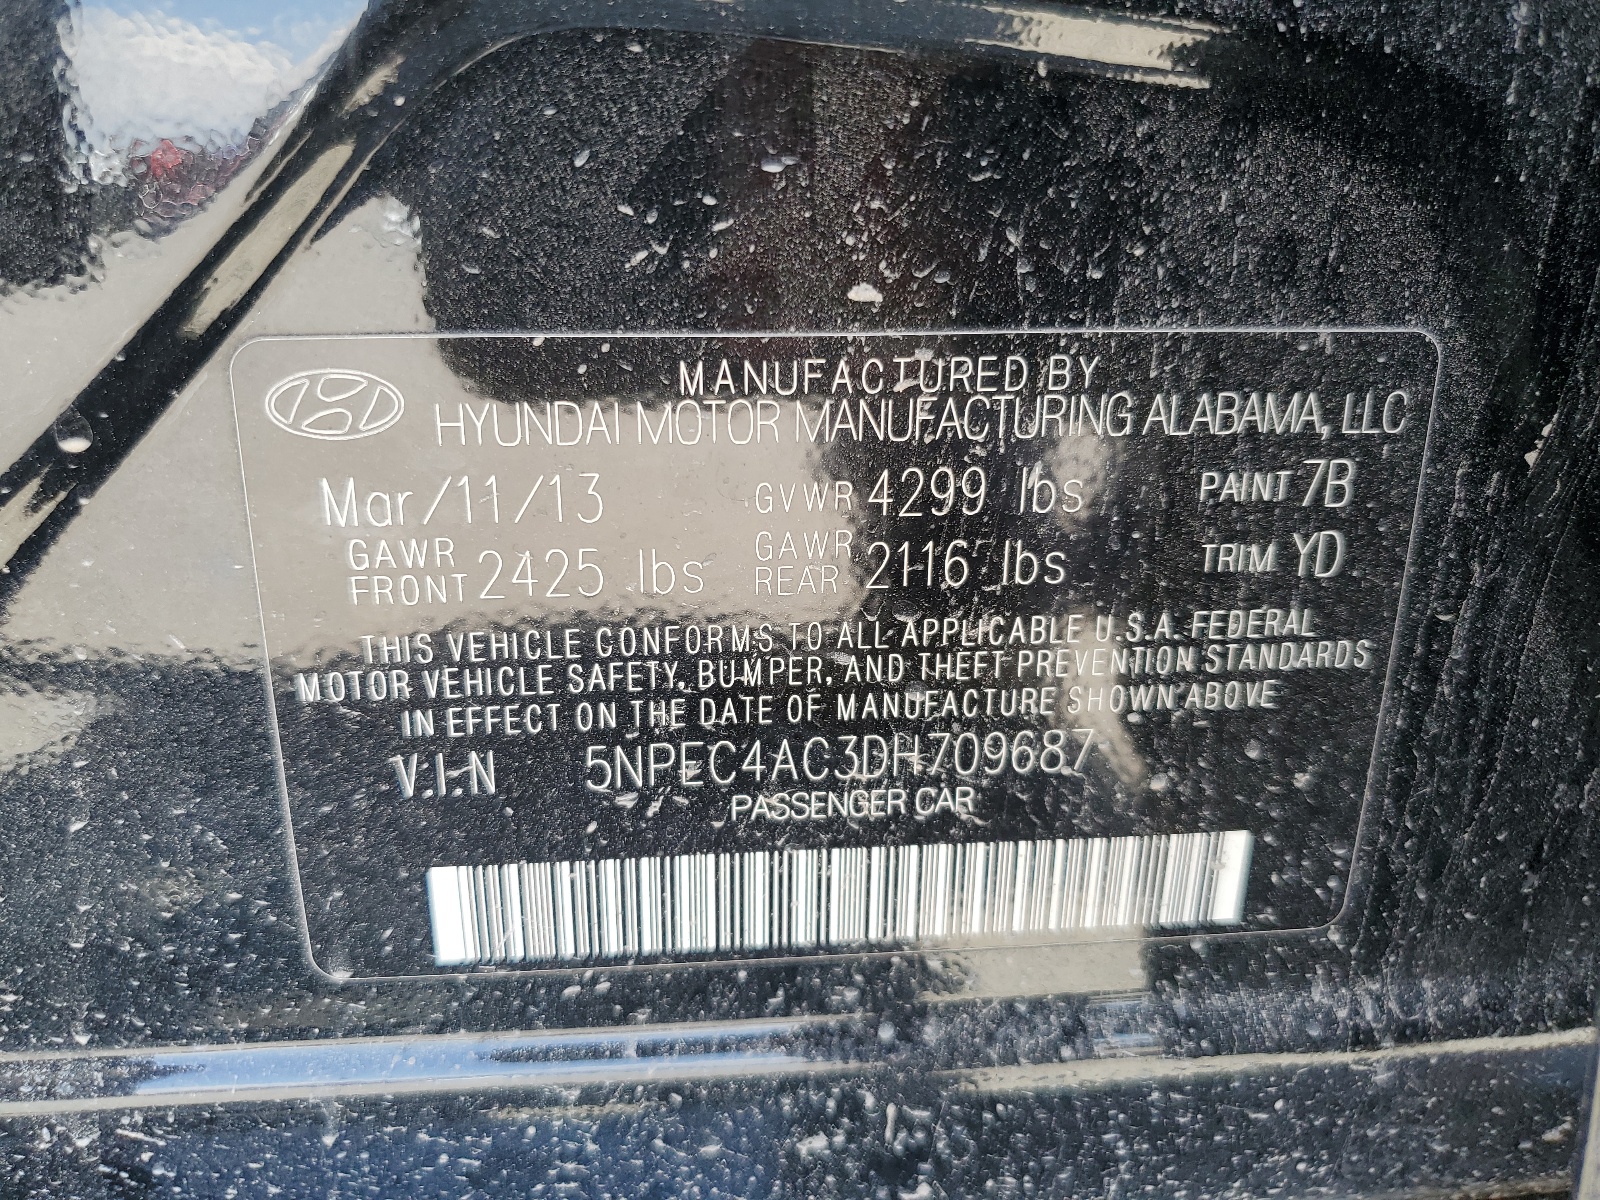 MANUFACTURED BY
HYUNDAI MOTOR MANUFACTURING ALABAMA, LLC
Mar/11/13 GVWR 4299 lbs PAINT 7B
GAWR FRONT 2425 lbs GAWR REAR 2116 lbs TRIM YD
THIS VEHICLE CONFORMS TO ALL APPLICABLE U.S.A. FEDERAL
MOTOR VEHICLE SAFETY, BUMPER, AND THEFT PREVENTION STANDARDS
IN EFFECT ON THE DATE OF MANUFACTURE SHOWN ABOVE
V.I.N 5NPEC4AC3DH709687
PASSENGER CAR